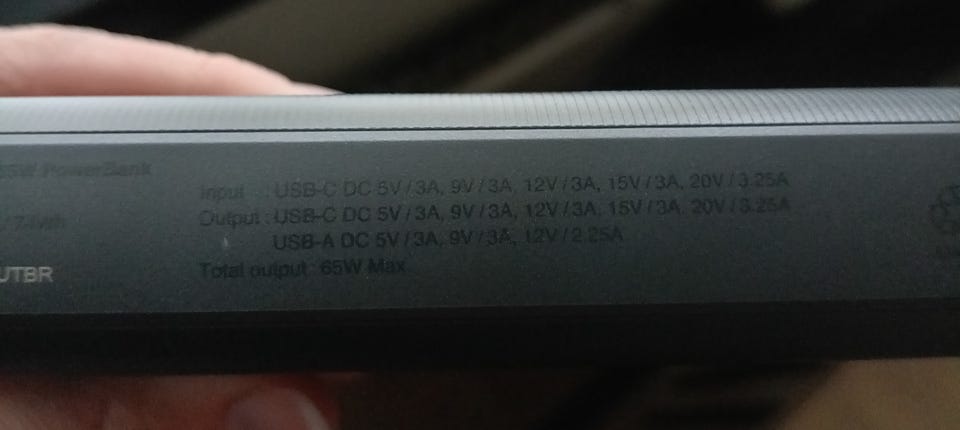 PowerBank
Input : USB-C DC 5V / 3A, 9V / 3A, 12V / 3A, 15V / 3A, 20V / 3.25A
Output : USB-C DC 5V / 3A, 9V / 3A, 12V / 3A, 15V / 3A, 20V / 3.25A
USB-A DC 5V / 3A, 9V / 3A, 12V / 2.25A
UTBR
Total output : 65W Max